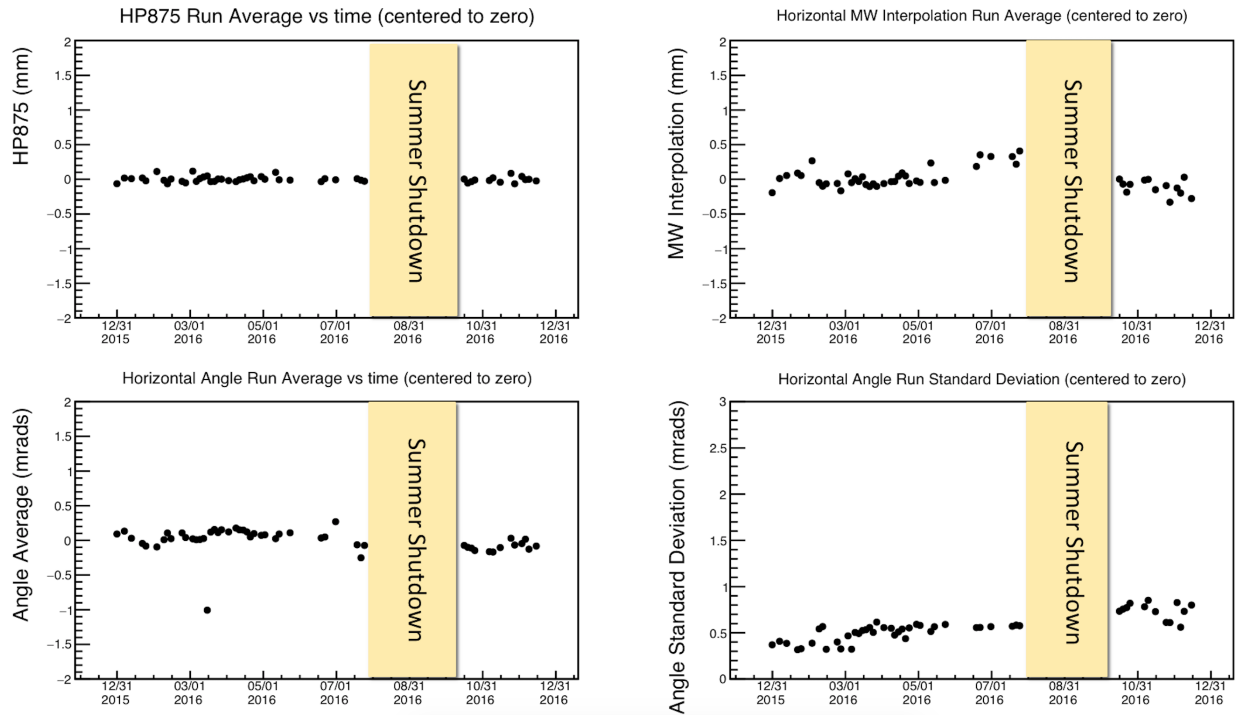 HP875 Run Average vs time (centered to zero)
HP875 (mm)
2
1.5
1
0.5
0
−0.5
−1
−1.5
−2
Summer Shutdown
12/31 03/01 05/01 07/01 08/31 10/31 12/31
2015 2016 2016 2016 2016 2016 2016
Horizontal MW Interpolation Run Average (centered to zero)
MW Interpolation (mm)
2
1.5
1
0.5
0
−0.5
−1
−1.5
−2
Summer Shutdown
12/31 03/01 05/01 07/01 08/31 10/31 12/31
2015 2016 2016 2016 2016 2016 2016
Horizontal Angle Run Average vs time (centered to zero)
Angle Average (mrads)
2
1.5
1
0.5
0
−0.5
−1
−1.5
−2
Summer Shutdown
12/31 03/01 05/01 07/01 08/31 10/31 12/31
2015 2016 2016 2016 2016 2016 2016
Horizontal Angle Run Standard Deviation (centered to zero)
Angle Standard Deviation (mrads)
3
2.5
2
1.5
1
0.5
0
Summer Shutdown
12/31 03/01 05/01 07/01 08/31 10/31 12/31
2015 2016 2016 2016 2016 2016 2016